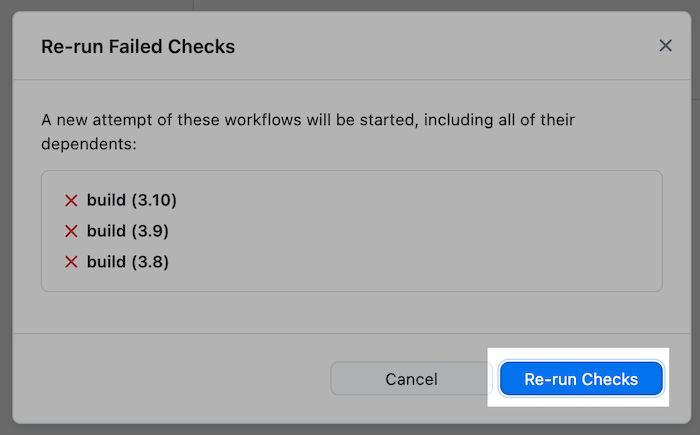 Re-run Failed Checks
A new attempt of these workflows will be started, including all of their
dependents:
build (3.10)
build (3.9)
build (3.8)
Cancel
Re-run Checks